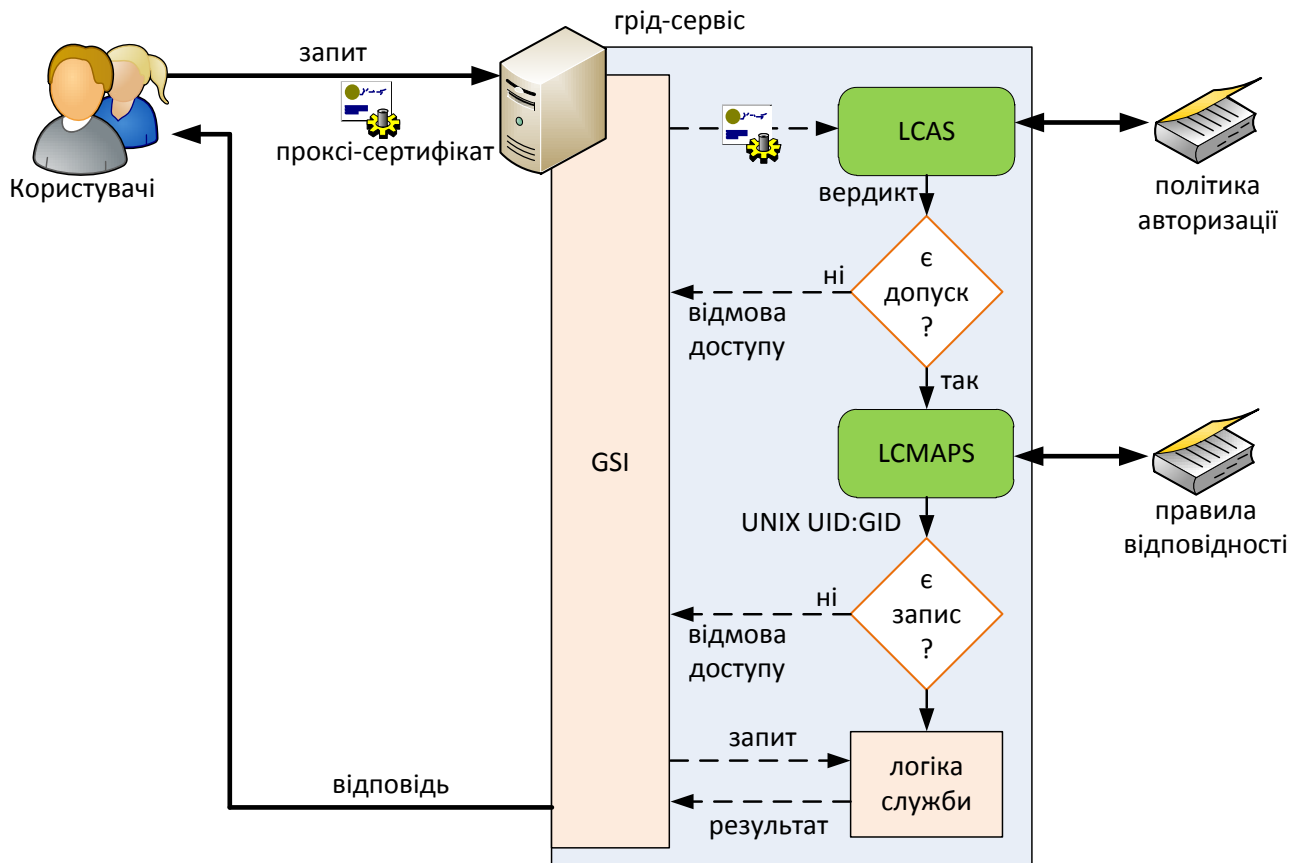 грід-сервіс
запит
проксі-сертифікат
Користувачі
LCAS
вердикт
політика
авторизації
є
допуск
?
ні
відмова
доступу
так
GSI
LCMAPS
UNIX UID:GID
правила
відповідності
є
запис
?
ні
відмова
доступу
запит
логіка
служби
результат
відповідь